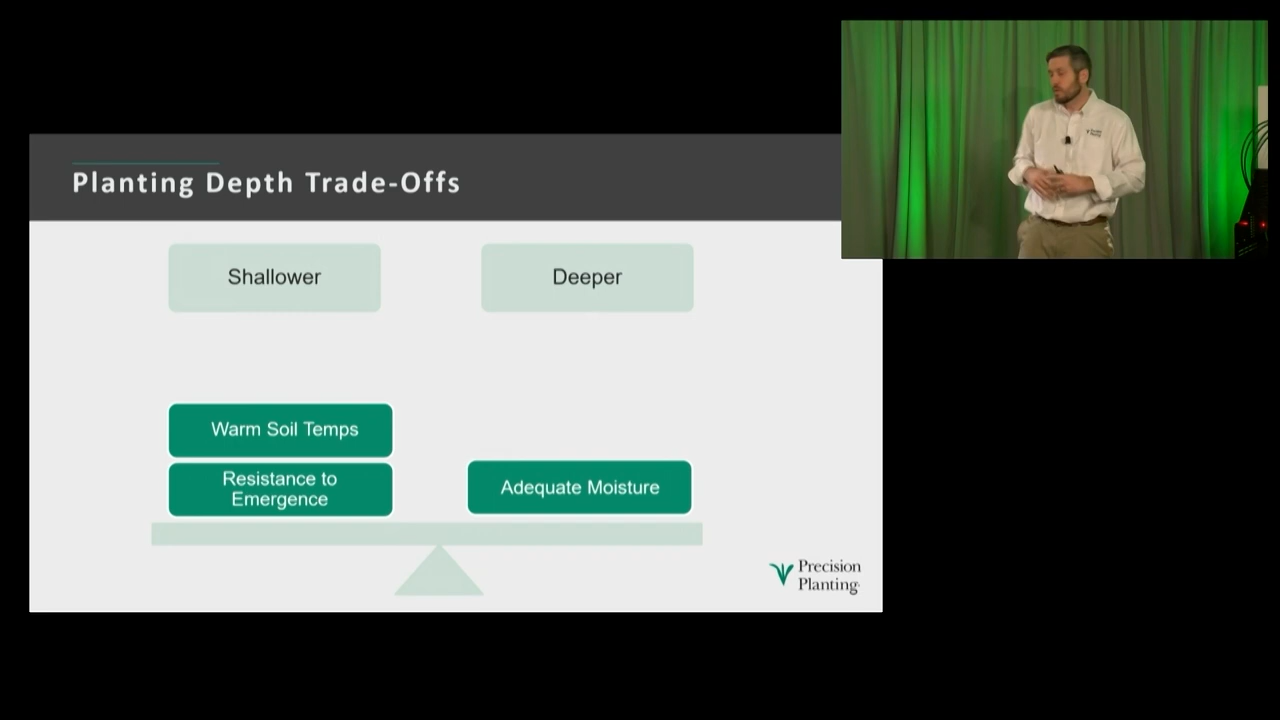 Planting Depth Trade-Offs
Shallower
Deeper
Warm Soil Temps
Resistance to
Emergence
Adequate Moisture
Precision
Planting